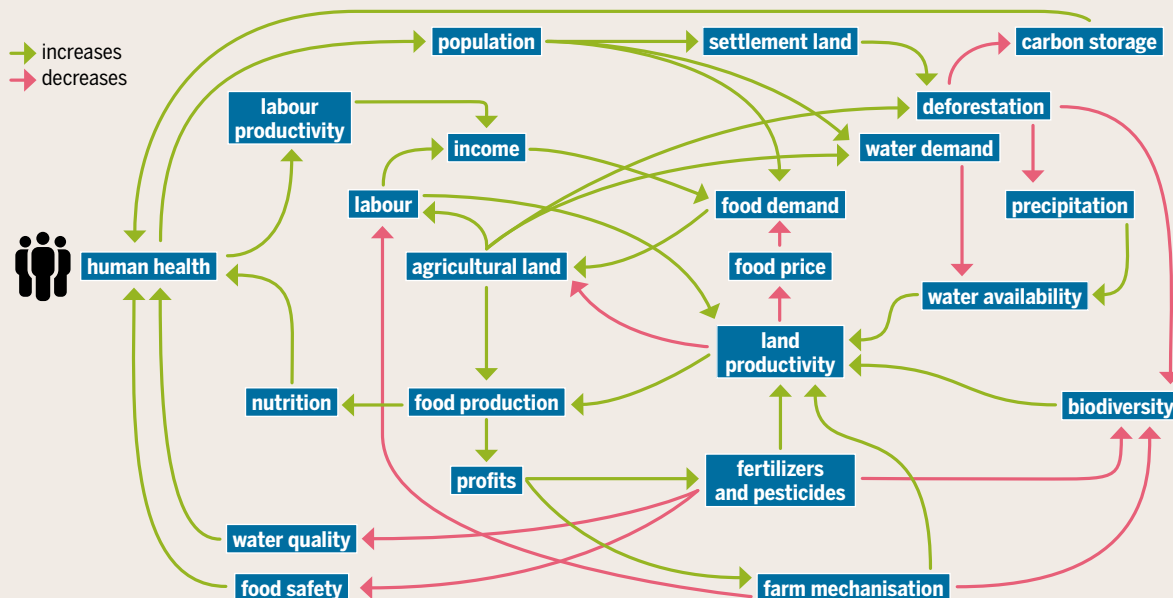 increases
decreases
population
settlement land
carbon storage
labour
productivity
deforestation
income
water demand
labour
food demand
precipitation
human health
agricultural land
food price
water availability
land
productivity
nutrition
food production
biodiversity
profits
fertilizers
and pesticides
water quality
food safety
farm mechanisation